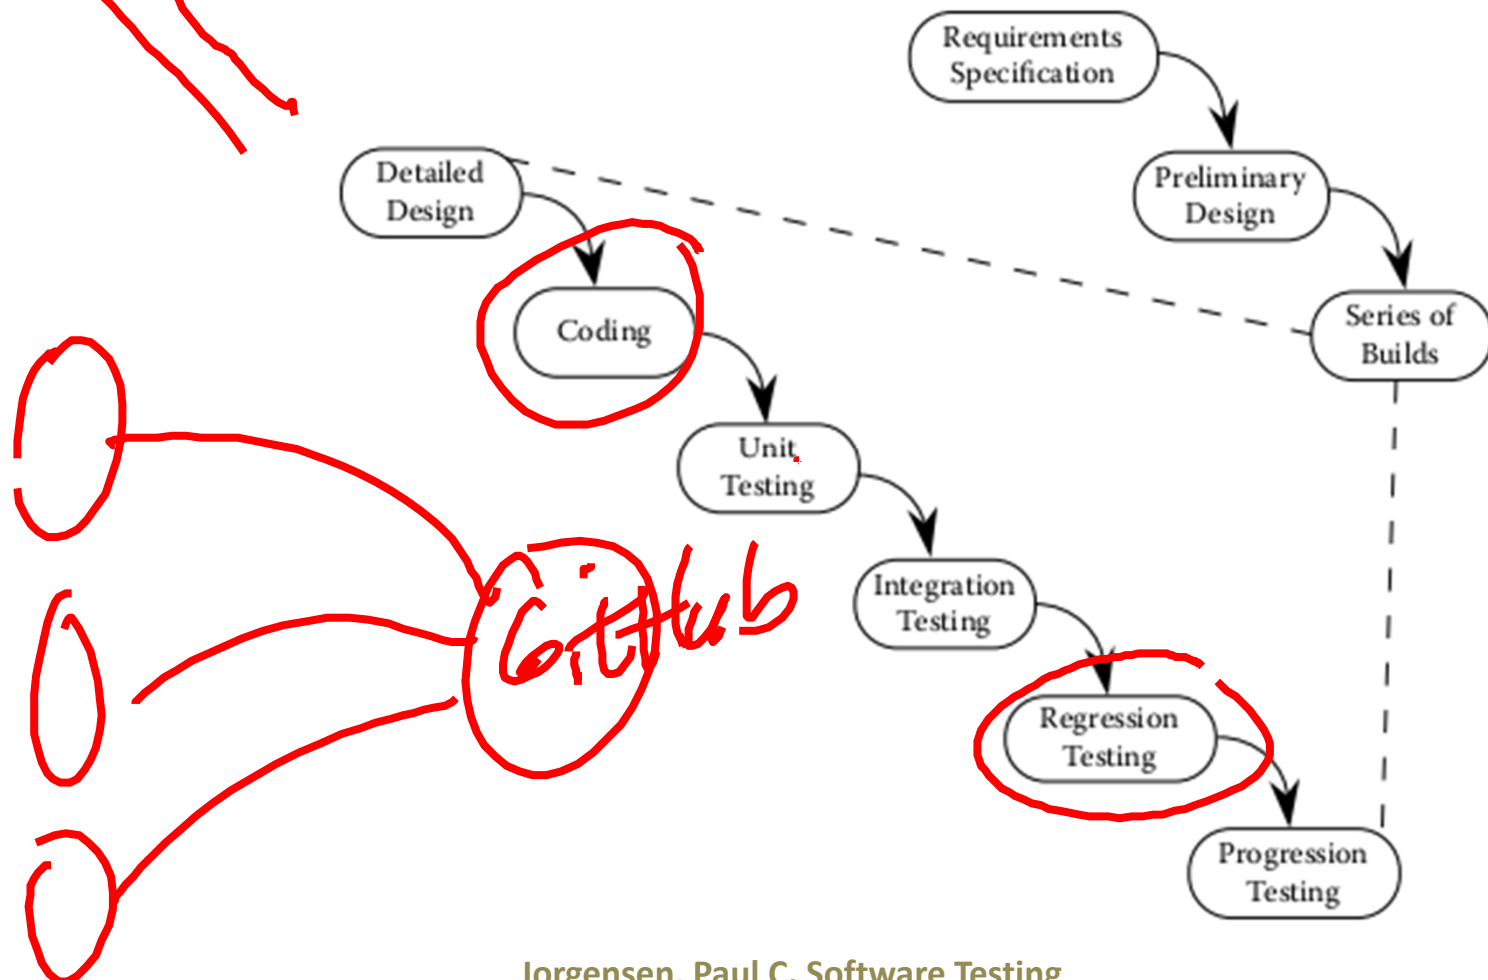 Requirements
Specification
Detailed
Design
Preliminary
Design
Series of
Builds
Coding
Unit
Testing
Integration
Testing
GitHub
Regression
Testing
Progression
Testing
Jorgensen, Paul C. Software Testing